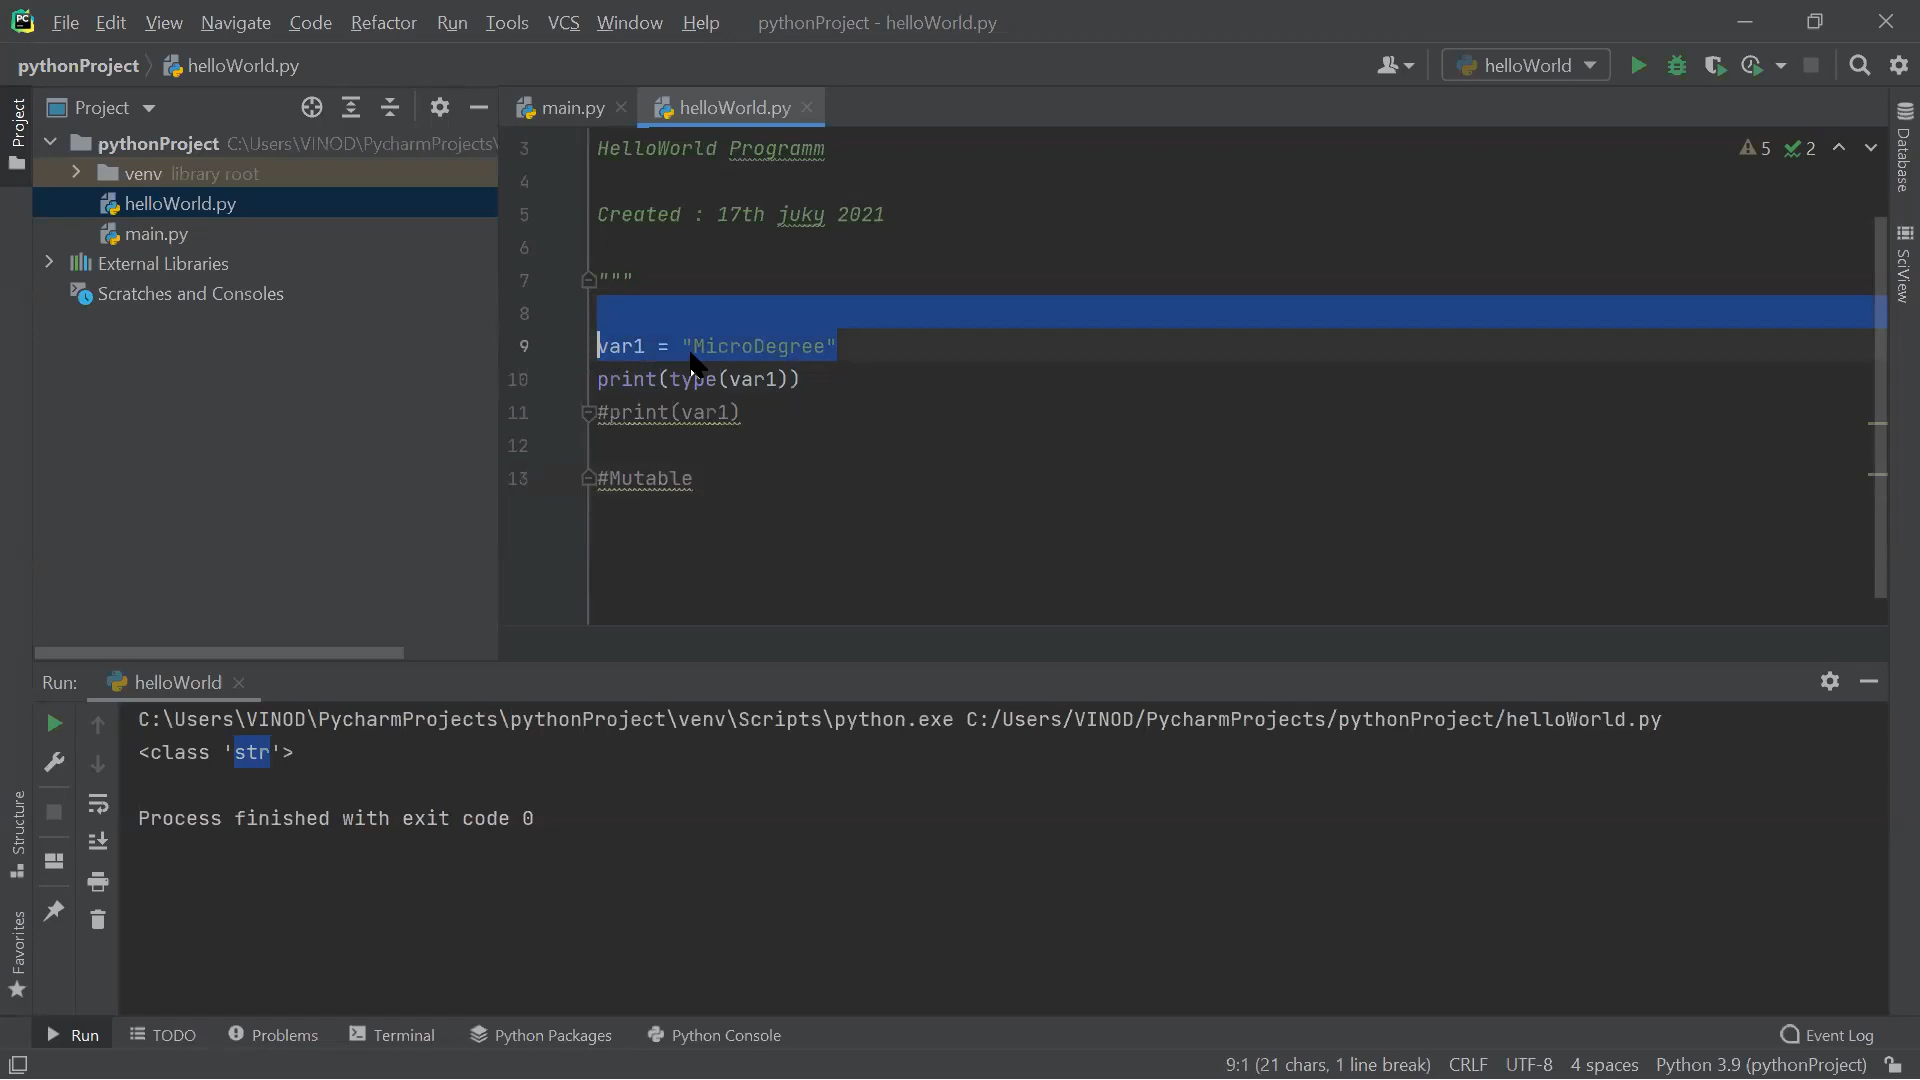 File Edit View Navigate Code Refactor Run Tools VCS Window Help pythonProject - helloWorld.py
pythonProject helloWorld.py helloWorld
Project main.py helloWorld.py
pythonProject C:\Users\VINOD\PycharmProjects\
venv library root
helloWorld.py
main.py
External Libraries
Scratches and Consoles
3 HelloWorld Programm
4
5 Created : 17th juky 2021
6
7 """
8
9 var1 = "MicroDegree"
10 print(type(var1))
11 #print(var1)
12
13 #Mutable
5 2
Project
Structure
Favorites
Database
SciView
Run: helloWorld
C:\Users\VINOD\PycharmProjects\pythonProject\venv\Scripts\python.exe C:/Users/VINOD/PycharmProjects/pythonProject/helloWorld.py
<class 'str'>
Process finished with exit code 0
Run TODO Problems Terminal Python Packages Python Console Event Log
9:1 (21 chars, 1 line break) CRLF UTF-8 4 spaces Python 3.9 (pythonProject)